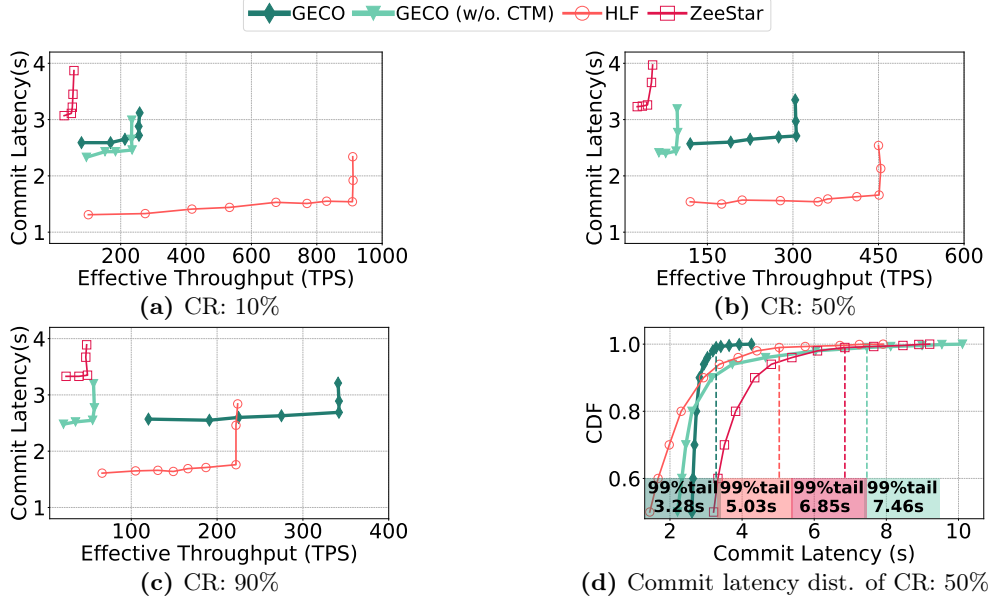 GECO GECO (w/o. CTM) HLF ZeeStar
Commit Latency(s)
4
3
2
1
200 400 600 800 1000
Effective Throughput (TPS)
(a) CR: 10%
Commit Latency(s)
4
3
2
1
150 300 450 600
Effective Throughput (TPS)
(b) CR: 50%
Commit Latency(s)
4
3
2
1
100 200 300 400
Effective Throughput (TPS)
(c) CR: 90%
CDF
1.0
0.8
0.6
99%tail 99%tail 99%tail 99%tail
3.28s 5.03s 6.85s 7.46s
2 4 6 8 10
Commit Latency (s)
(d) Commit latency dist. of CR: 50%